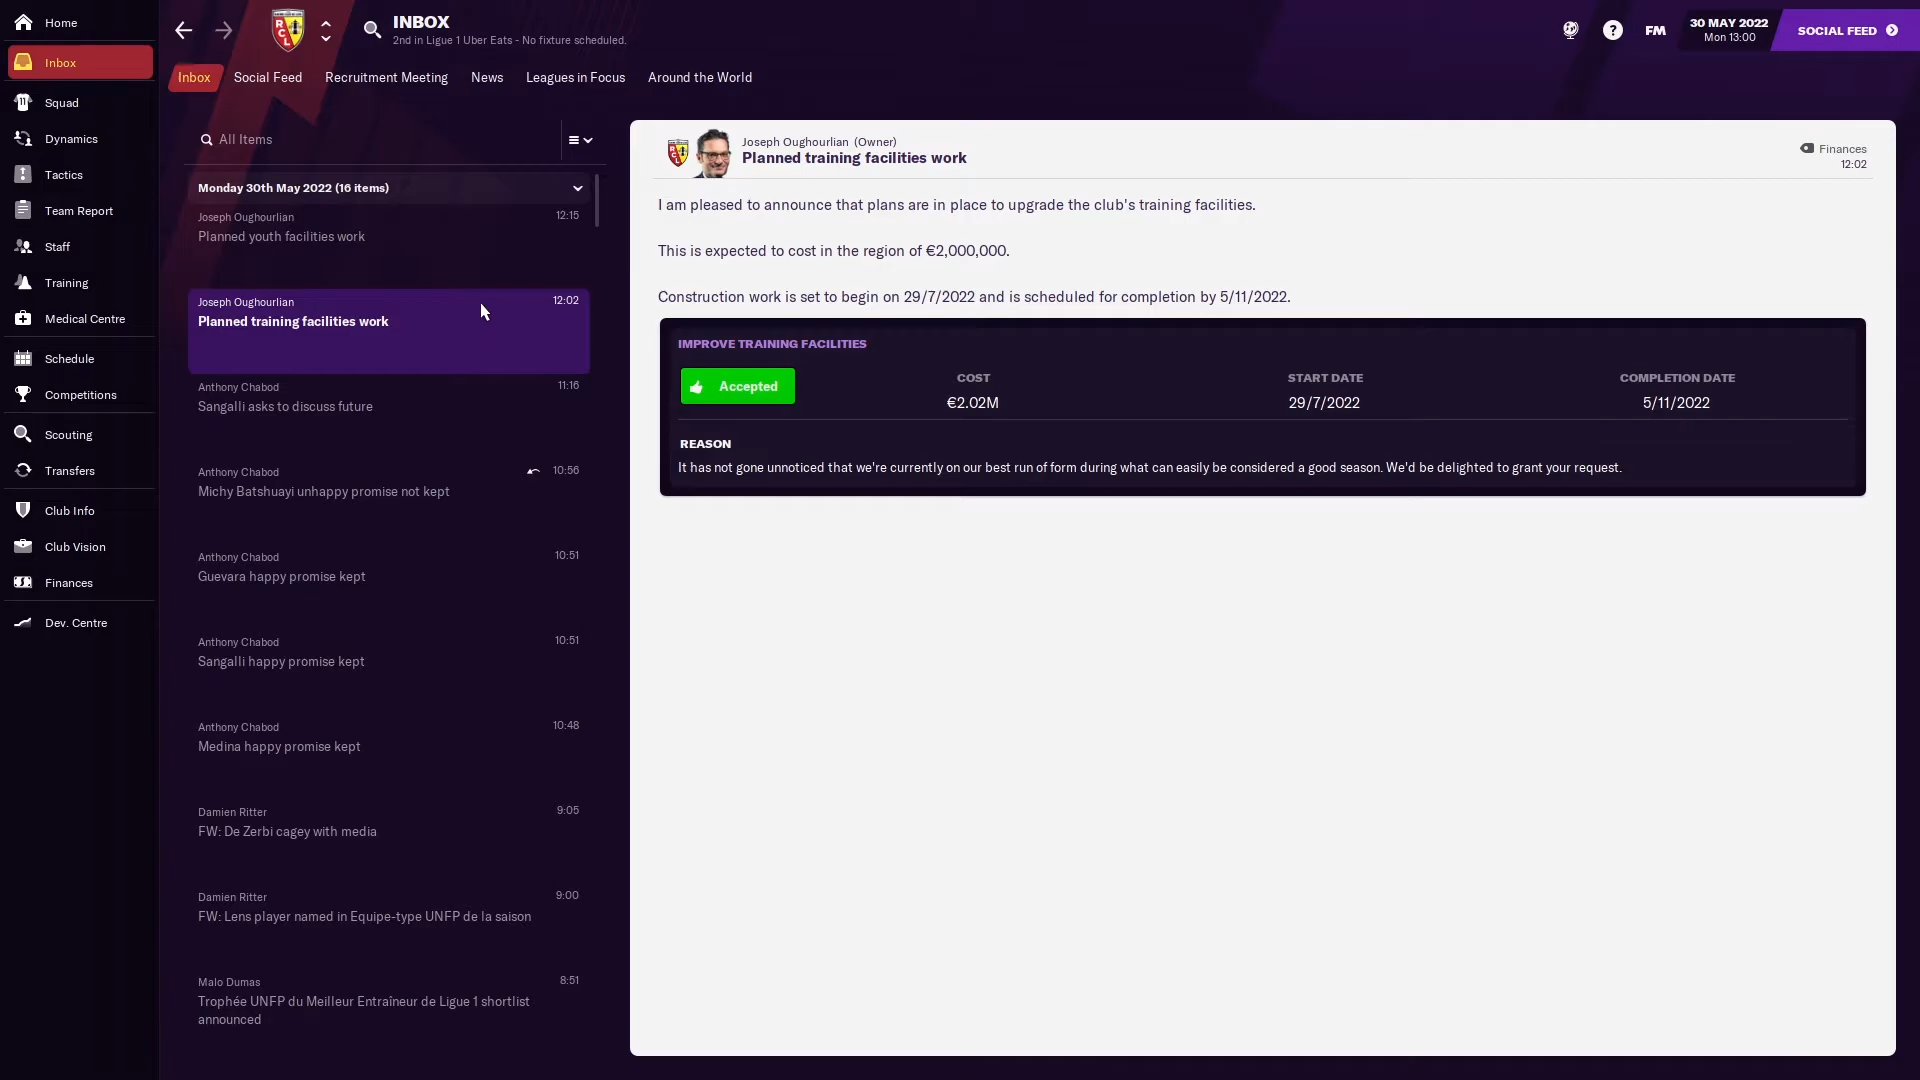 Home
Inbox
Squad
Dynamics
Tactics
Team Report
Staff
Training
Medical Centre
Schedule
Competitions
Scouting
Transfers
Club Info
Club Vision
Finances
Dev. Centre
INBOX
2nd in Ligue 1 Uber Eats - No fixture scheduled.
FM
30 MAY 2022
Mon 13:00
SOCIAL FEED
Inbox Social Feed Recruitment Meeting News Leagues in Focus Around the World
All Items
Monday 30th May 2022 (16 items)
Joseph Oughourlian 12:15
Planned youth facilities work
Joseph Oughourlian 12:02
Planned training facilities work
Anthony Chabod 11:16
Sangalli asks to discuss future
Anthony Chabod 10:56
Michy Batshuayi unhappy promise not kept
Anthony Chabod 10:51
Guevara happy promise kept
Anthony Chabod 10:51
Sangalli happy promise kept
Anthony Chabod 10:48
Medina happy promise kept
Damien Ritter 9:05
FW: De Zerbi cagey with media
Damien Ritter 9:00
FW: Lens player named in Equipe-type UNFP de la saison
Malo Dumas 8:51
Trophée UNFP du Meilleur Entraîneur de Ligue 1 shortlist
announced
Joseph Oughourlian (Owner)
Planned training facilities work
Finances
12:02
I am pleased to announce that plans are in place to upgrade the club's training facilities.
This is expected to cost in the region of €2,000,000.
Construction work is set to begin on 29/7/2022 and is scheduled for completion by 5/11/2022.
IMPROVE TRAINING FACILITIES
Accepted
COST START DATE COMPLETION DATE
€2.02M 29/7/2022 5/11/2022
REASON
It has not gone unnoticed that we're currently on our best run of form during what can easily be considered a good season. We'd be delighted to grant your request.